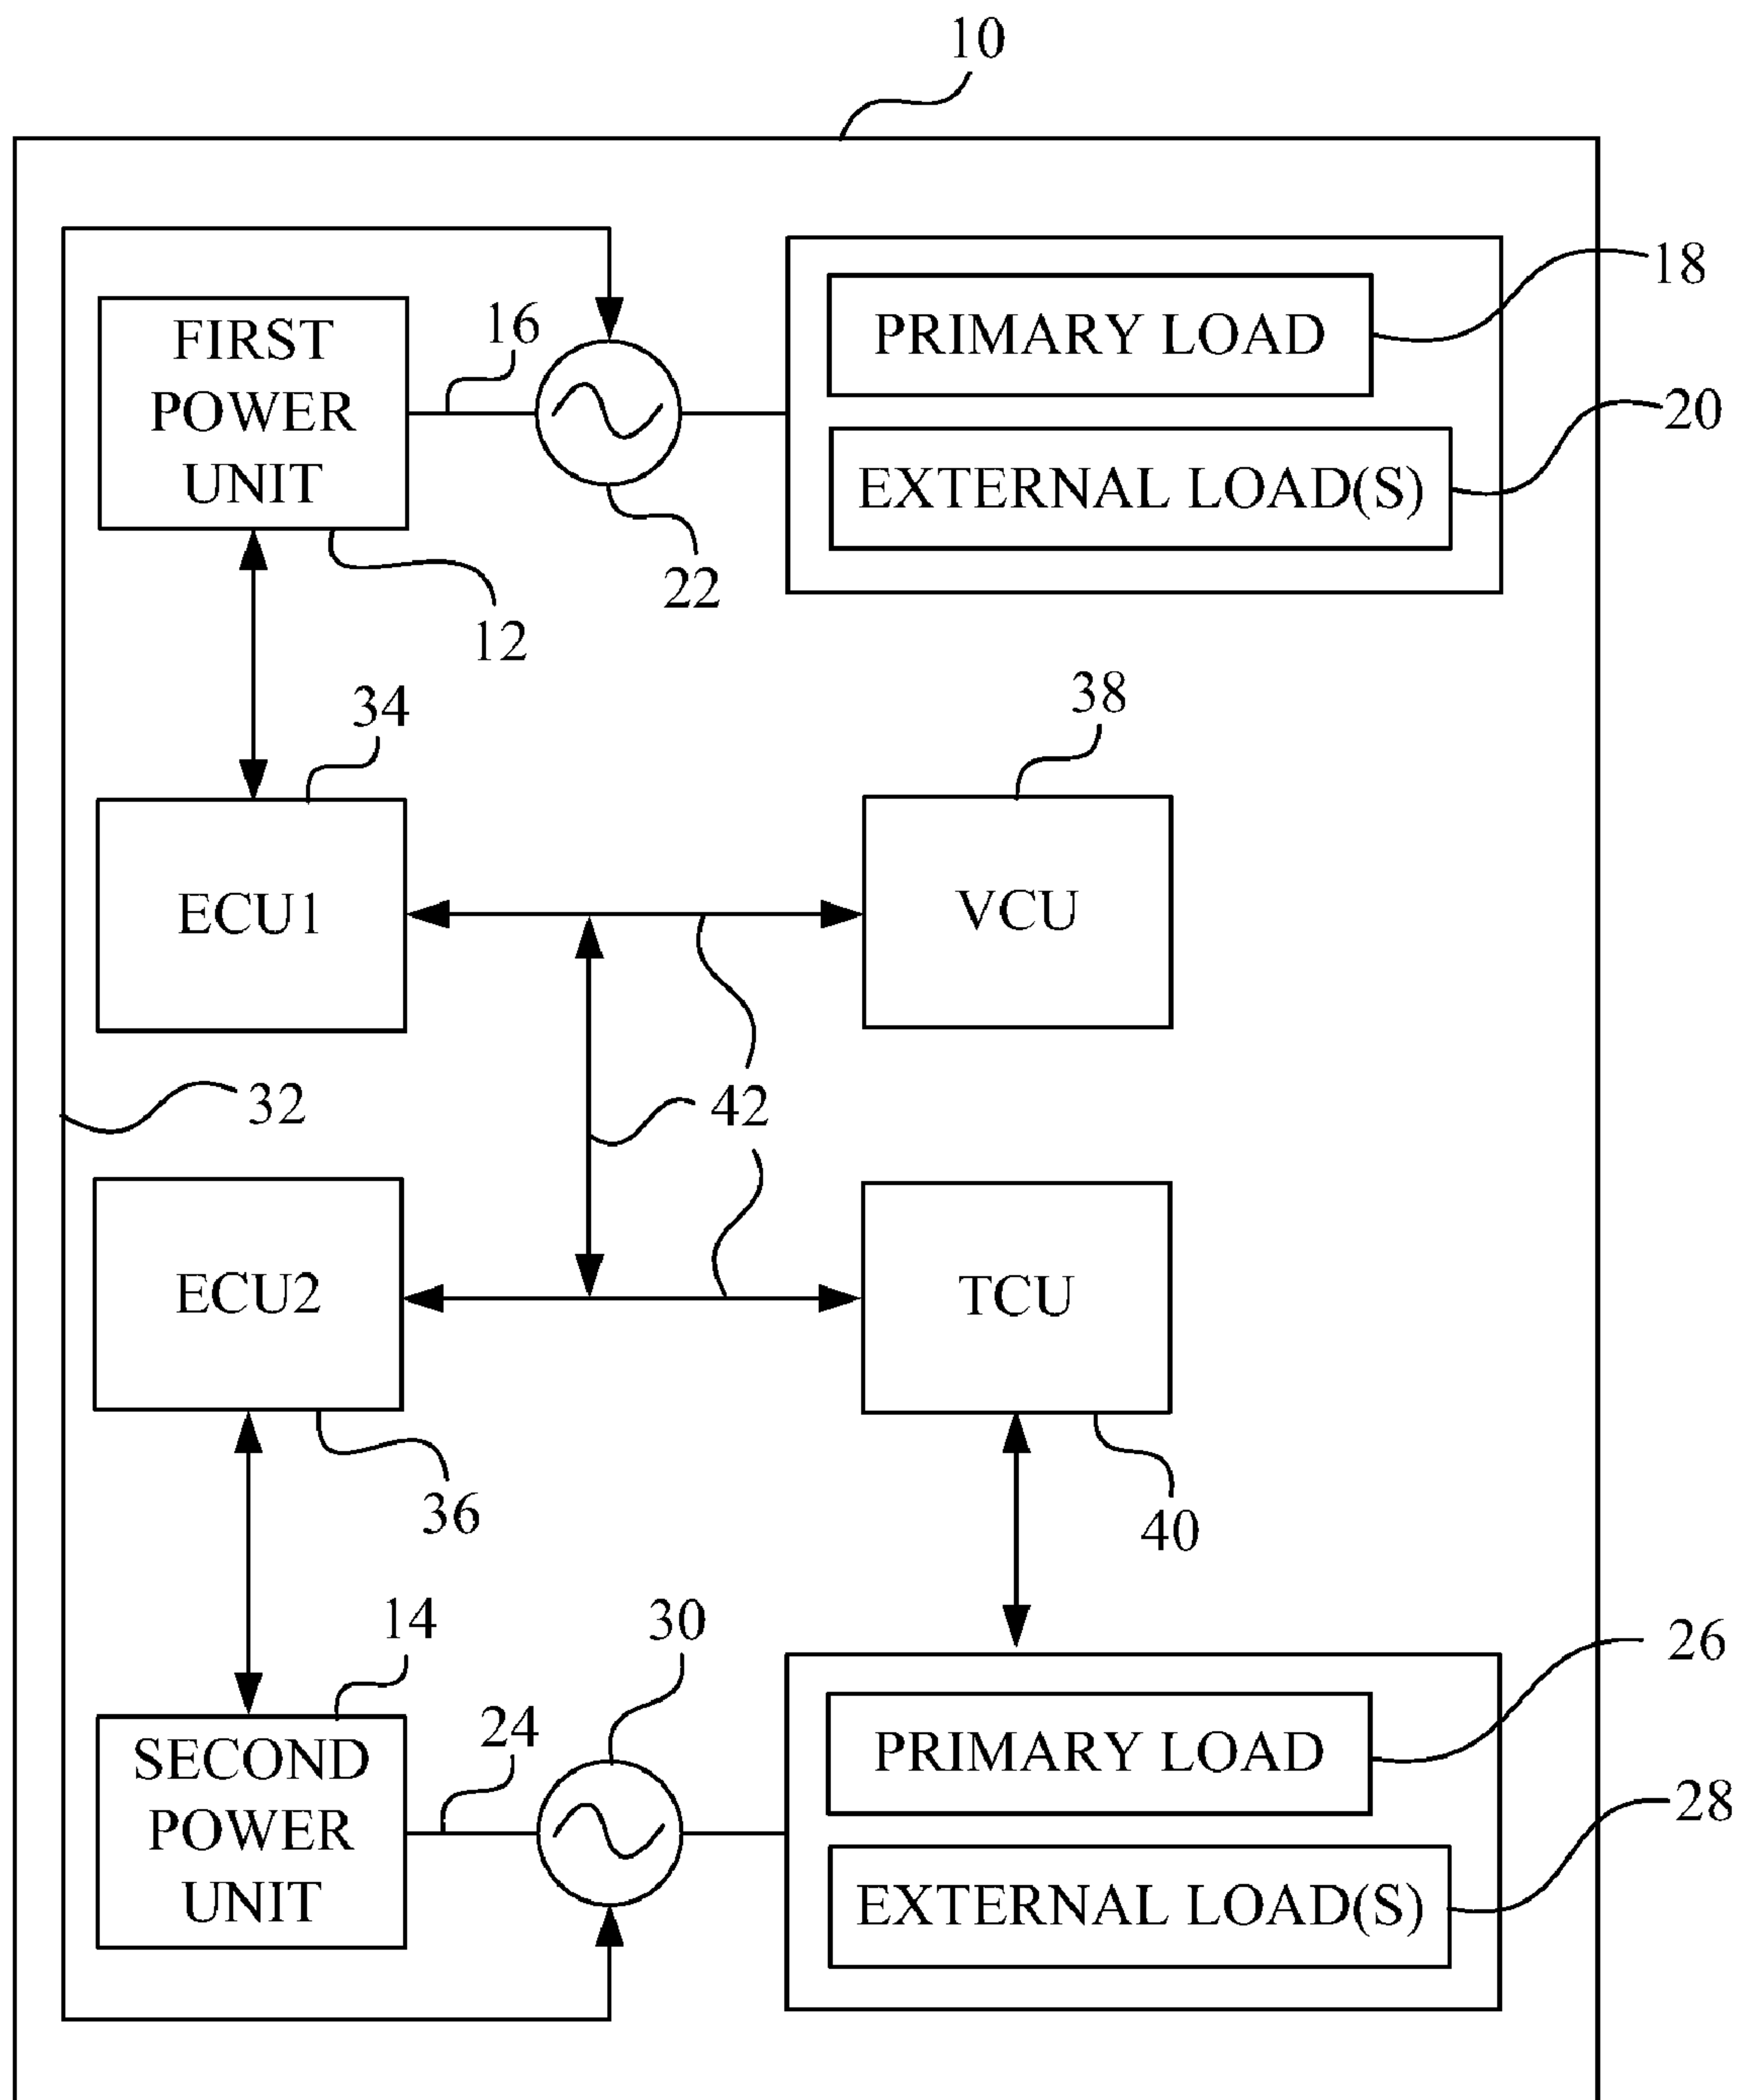 10
18
16
FIRST
POWER
UNIT
PRIMARY LOAD
20
EXTERNAL LOAD(S)
22
12
34
38
ECU1
VCU
32
42
ECU2
TCU
36
40
14
30
26
24
SECOND
POWER
UNIT
PRIMARY LOAD
28
EXTERNAL LOAD(S)